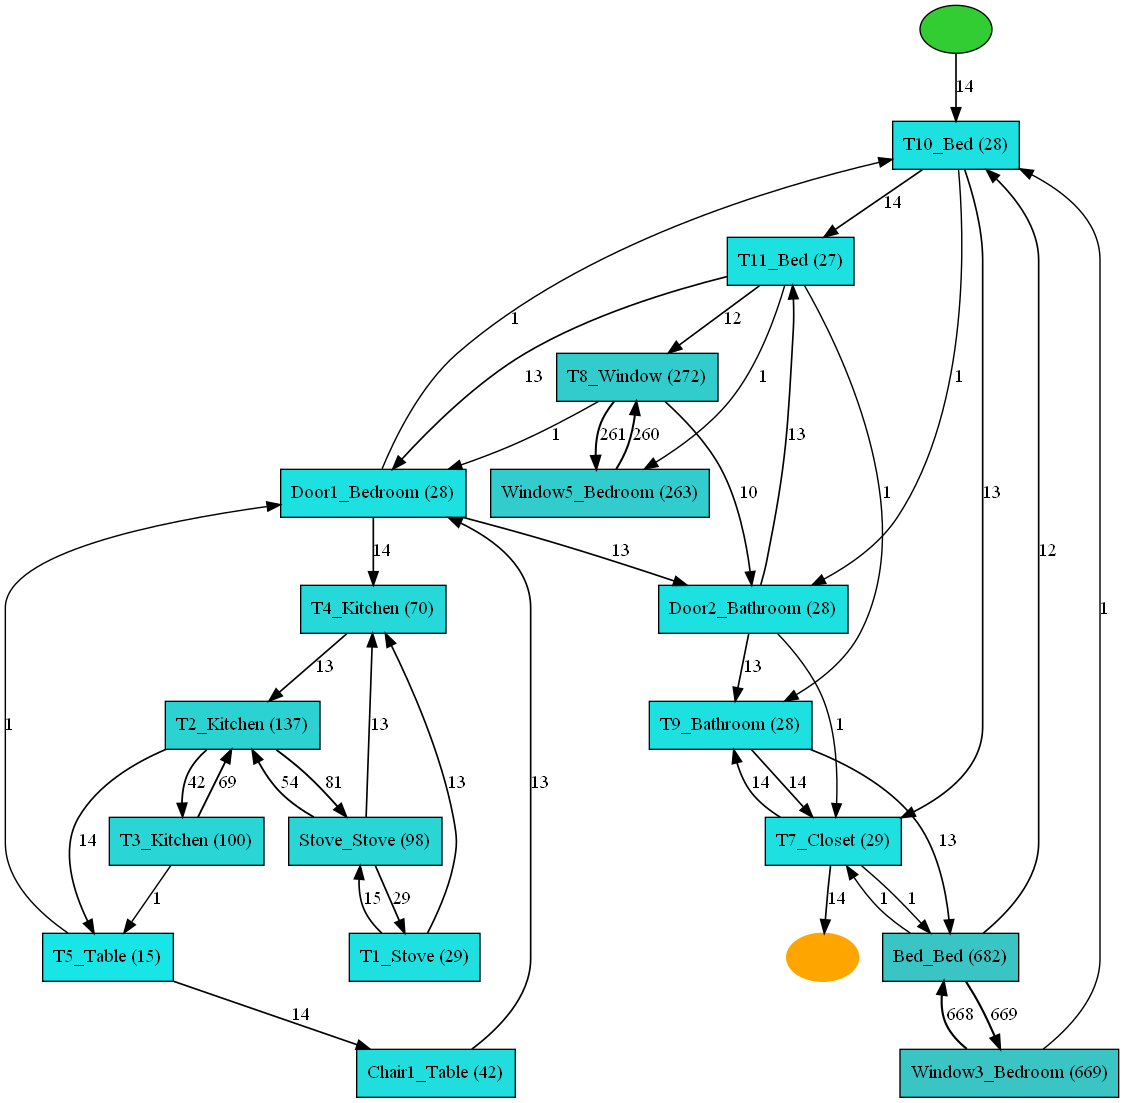 14
T10_Bed (28)
14
T11_Bed (27)
1
13
12
T8_Window (272)
1
1
1
261
260
Door1_Bedroom (28)
Window5_Bedroom (263)
10
13
1
13
14
13
12
T4_Kitchen (70)
Door2_Bathroom (28)
1
13
13
1
T2_Kitchen (137)
13
13
T9_Bathroom (28)
1
42
69
54
81
14
14
14
T3_Kitchen (100)
Stove_Stove (98)
T7_Closet (29)
13
1
15
29
14
1
1
T5_Table (15)
T1_Stove (29)
Bed_Bed (682)
14
13
668
669
Chair1_Table (42)
Window3_Bedroom (669)